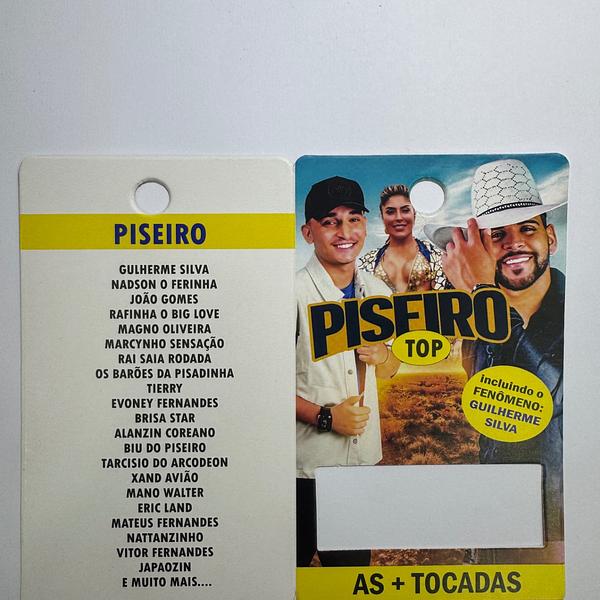 PISEIRO
GULHERME SILVA
NADSON O FERINHA
JOÃO GOMES
RAFINHA O BIG LOVE
MAGNO OLIVEIRA
MARCYNHO SENSAÇÃO
RAI SAIA RODADA
OS BARÕES DA PISADINHA
TIERRY
EVONEY FERNANDES
BRISA STAR
ALANZIN COREANO
BIU DO PISEIRO
TARCISIO DO ARCODEON
XAND AVIÃO
MANO WALTER
ERIC LAND
MATEUS FERNANDES
NATTANZINHO
VITOR FERNANDES
JAPAOZIN
E MUITO MAIS....
PISEIRO
TOP
incluindo o
FENÔMENO:
GUILHERME
SILVA
AS + TOCADAS